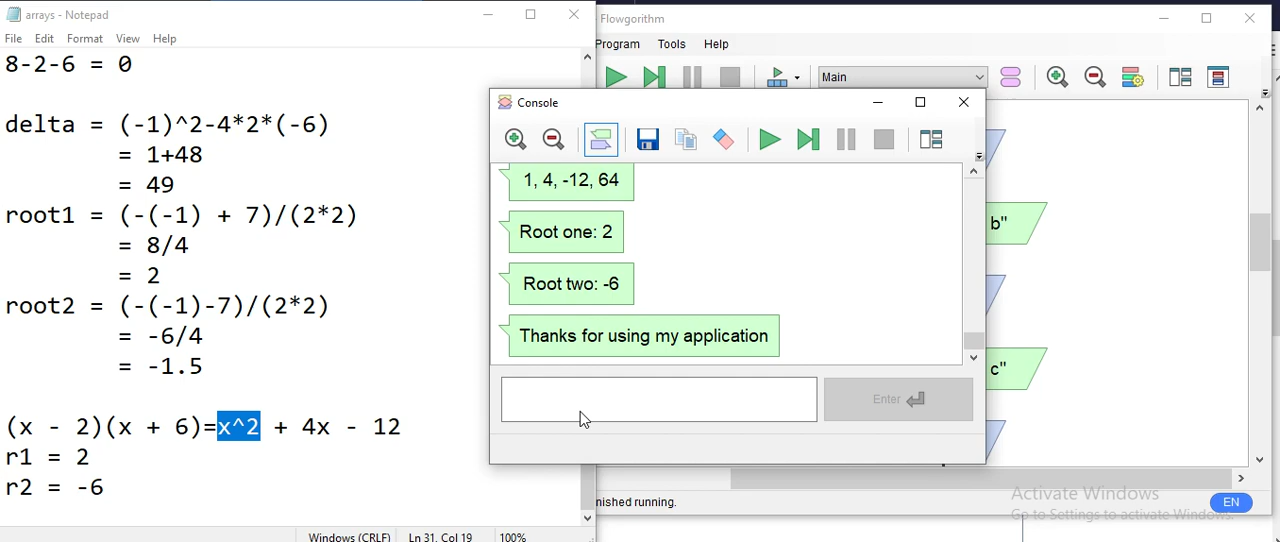 arrays - Notepad
File Edit Format View Help
8-2-6 = 0
delta = (-1)^2-4*2*(-6)
= 1+48
= 49
root1 = (-(-1) + 7)/(2*2)
= 8/4
= 2
root2 = (-(-1)-7)/(2*2)
= -6/4
= -1.5
(x - 2)(x + 6)=x^2 + 4x - 12
r1 = 2
r2 = -6
Windows (CRLF) Ln 31, Col 19 100%
Flowgorithm
Program Tools Help
Main
Console
1, 4, -12, 64
Root one: 2
Root two: -6
Thanks for using my application
Enter
b"
c"
nished running.
EN
Activate Windows
Go to Settings to activate Windows.